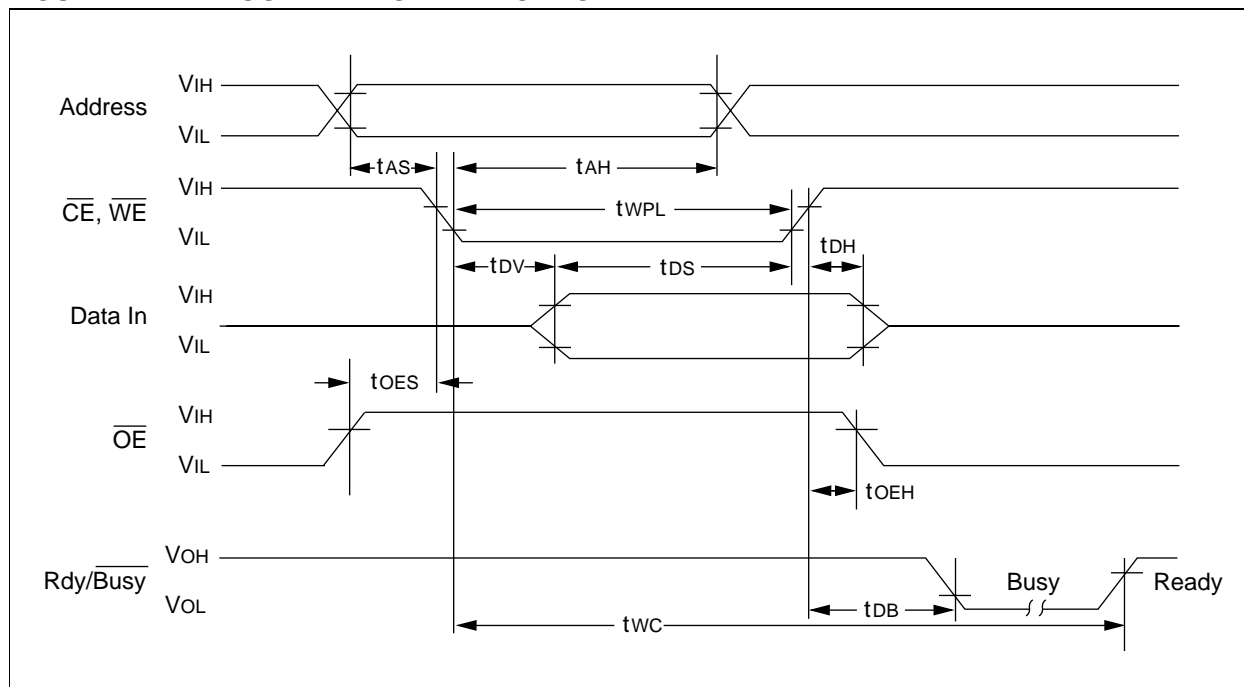 Address
VIH
VIL
tAS
tAH
CE, WE
VIH
VIL
tWPL
tDH
tDV
tDS
Data In
VIH
VIL
tOES
OE
VIH
VIL
tOEH
Rdy/Busy
VOH
VOL
Busy
Ready
tDB
tWC